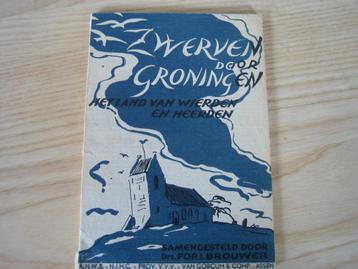 ZWERVEN
DOOR
GRONINGEN
HET LAND VAN WIERDEN
EN HEERDEN
SAMENGESTELD DOOR
Drs. FOR I. BROUWER
A.N.W.B. - N.J.H.C. - PROV. V.V.V. - VAN GORCUM & COMP. - ASSEN